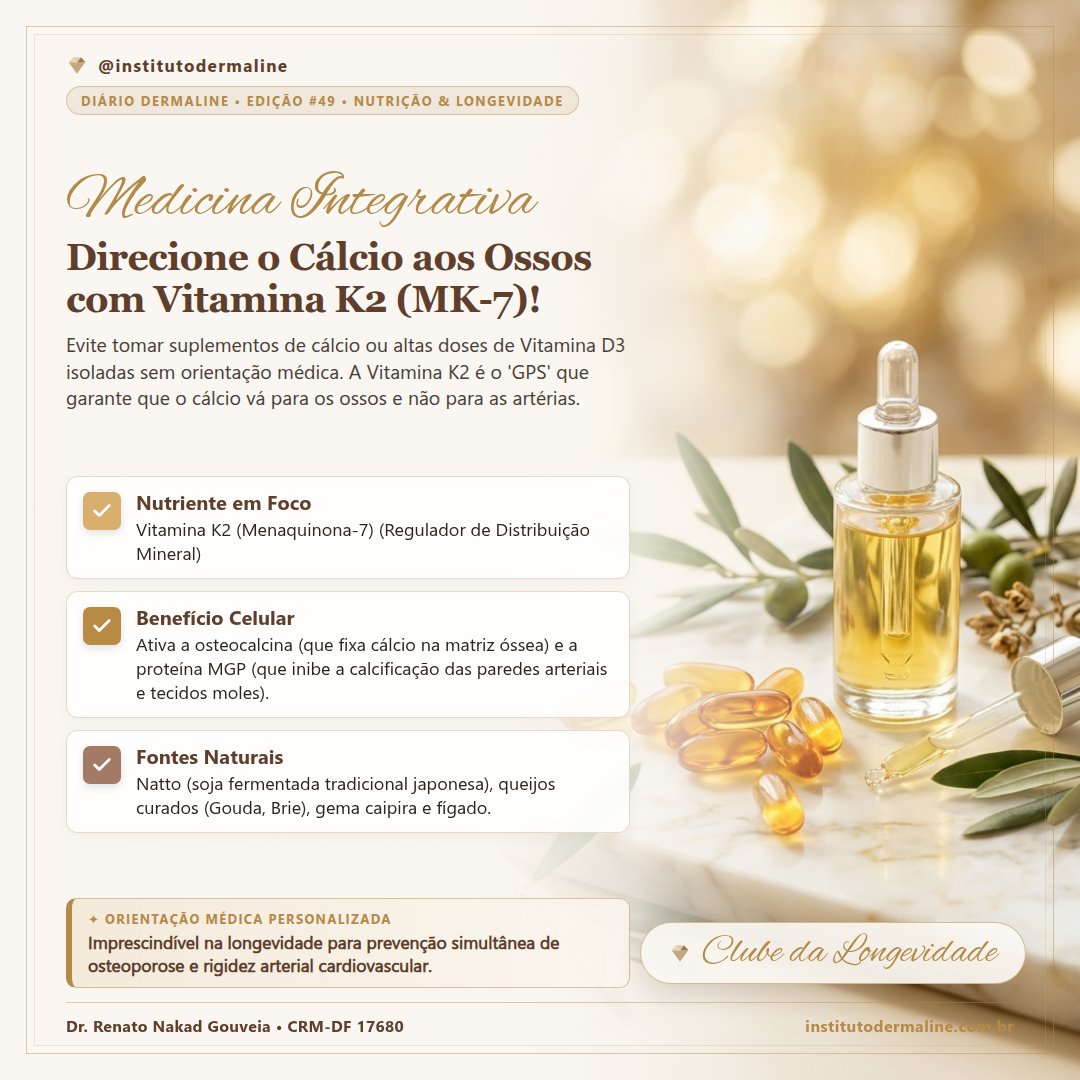 @institutodermaline
DIÁRIO DERMALINE • EDIÇÃO #49 • NUTRIÇÃO & LONGEVIDADE
Medicina Integrativa
Direcione o Cálcio aos Ossos
com Vitamina K2 (MK-7)!
Evite tomar suplementos de cálcio ou altas doses de Vitamina D3
isoladas sem orientação médica. A Vitamina K2 é o 'GPS' que
garante que o cálcio vá para os ossos e não para as artérias.
Nutriente em Foco
Vitamina K2 (Menaquinona-7) (Regulador de Distribuição
Mineral)
Benefício Celular
Ativa a osteocalcina (que fixa cálcio na matriz óssea) e a
proteína MGP (que inibe a calcificação das paredes arteriais
e tecidos moles).
Fontes Naturais
Natto (soja fermentada tradicional japonesa), queijos
curados (Gouda, Brie), gema caipira e fígado.
✦ ORIENTAÇÃO MÉDICA PERSONALIZADA
Imprescindível na longevidade para prevenção simultânea de
osteoporose e rigidez arterial cardiovascular.
Clube da Longevidade
Dr. Renato Nakad Gouveia • CRM-DF 17680
institutodermaline.com.br